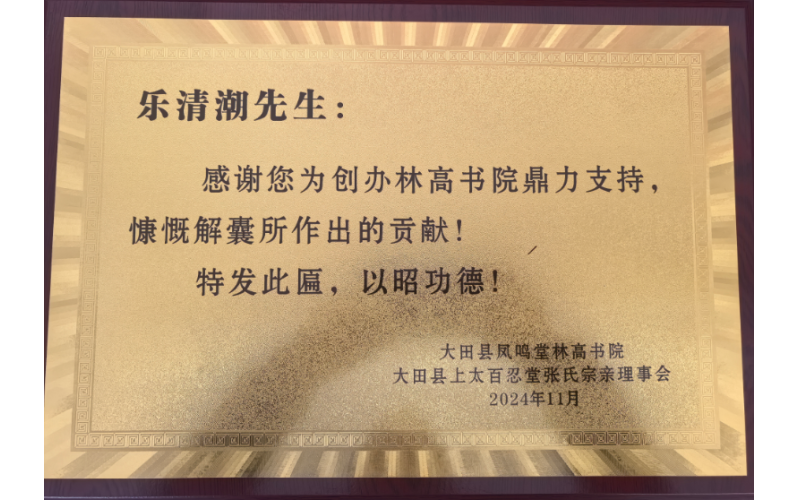 乐清潮先生：
感谢您为创办林高书院鼎力支持，
慷慨解囊所作出的贡献！
特发此匾，以昭功德！
大田县凤鸣堂林高书院
大田县上太百忍堂张氏宗亲理事会
2024年11月